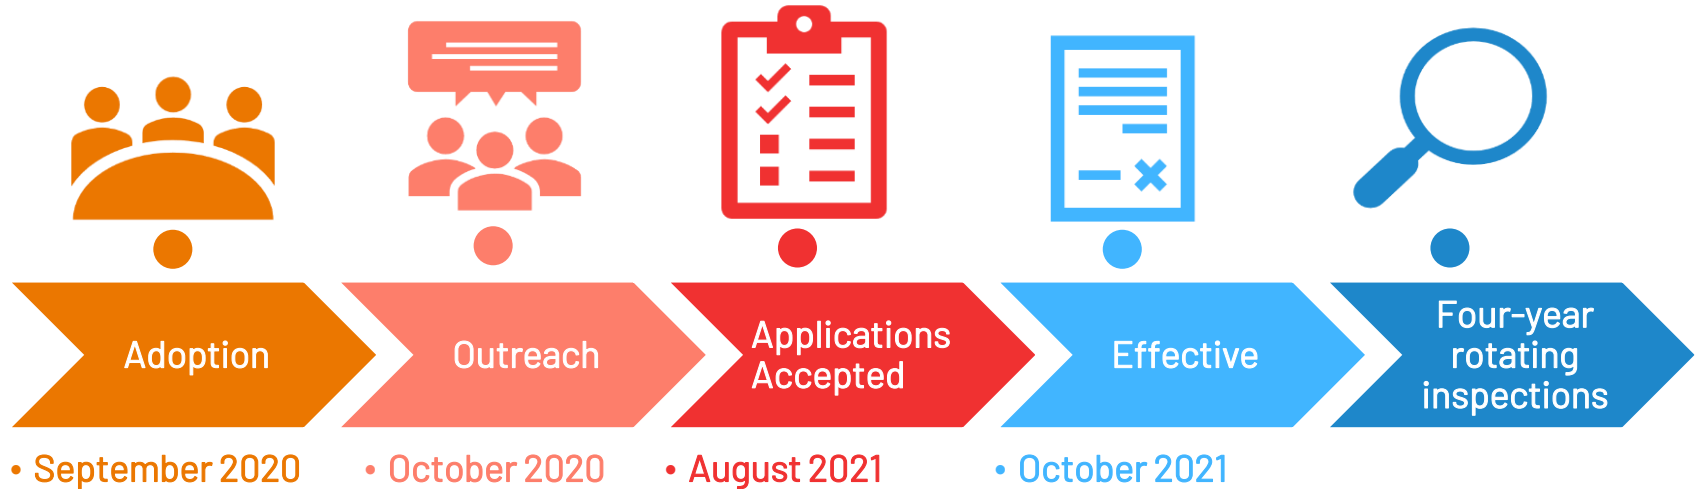 Adoption
Outreach
Applications
Accepted
Effective
Four-year
rotating
inspections
• September 2020
• October 2020
• August 2021
• October 2021